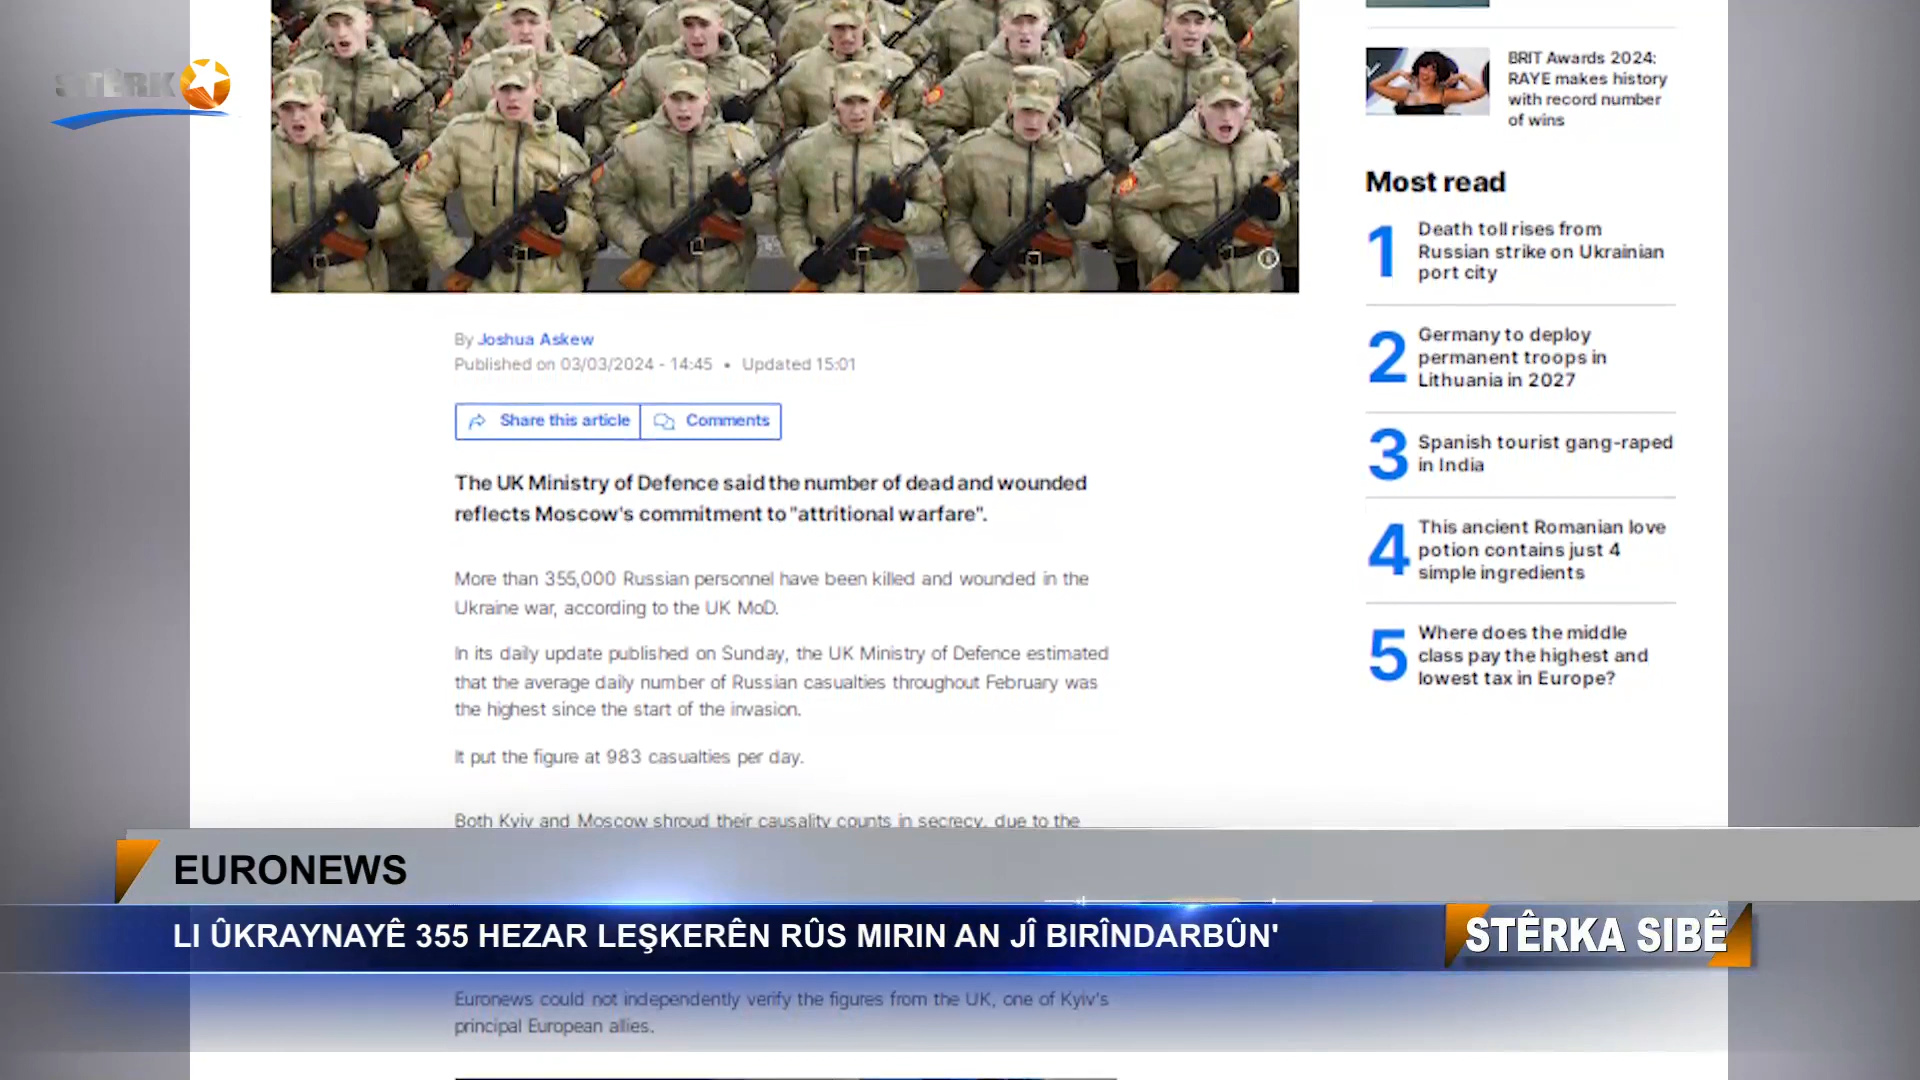 STÊRK
BRIT Awards 2024:
RAYE makes history
with record number
of wins
Most read
1 Death toll rises from
Russian strike on Ukrainian
port city
2 Germany to deploy
permanent troops in
Lithuania in 2027
3 Spanish tourist gang-raped
in India
4 This ancient Romanian love
potion contains just 4
simple ingredients
5 Where does the middle
class pay the highest and
lowest tax in Europe?
By Joshua Askew
Published on 03/03/2024 - 14:45 • Updated 15:01
Share this article
Comments
The UK Ministry of Defence said the number of dead and wounded
reflects Moscow's commitment to "attritional warfare".
More than 355,000 Russian personnel have been killed and wounded in the
Ukraine war, according to the UK MoD.
In its daily update published on Sunday, the UK Ministry of Defence estimated
that the average daily number of Russian casualties throughout February was
the highest since the start of the invasion.
It put the figure at 983 casualties per day.
Both Kyiv and Moscow shroud their causality counts in secrecy, due to the
EURONEWS
LI ÛKRAYNAYÊ 355 HEZAR LEŞKERÊN RÛS MIRIN AN JÎ BIRÎNDARBÛN'
STÊRKA SIBÊ
Euronews could not independently verify the figures from the UK, one of Kyiv's
principal European allies.